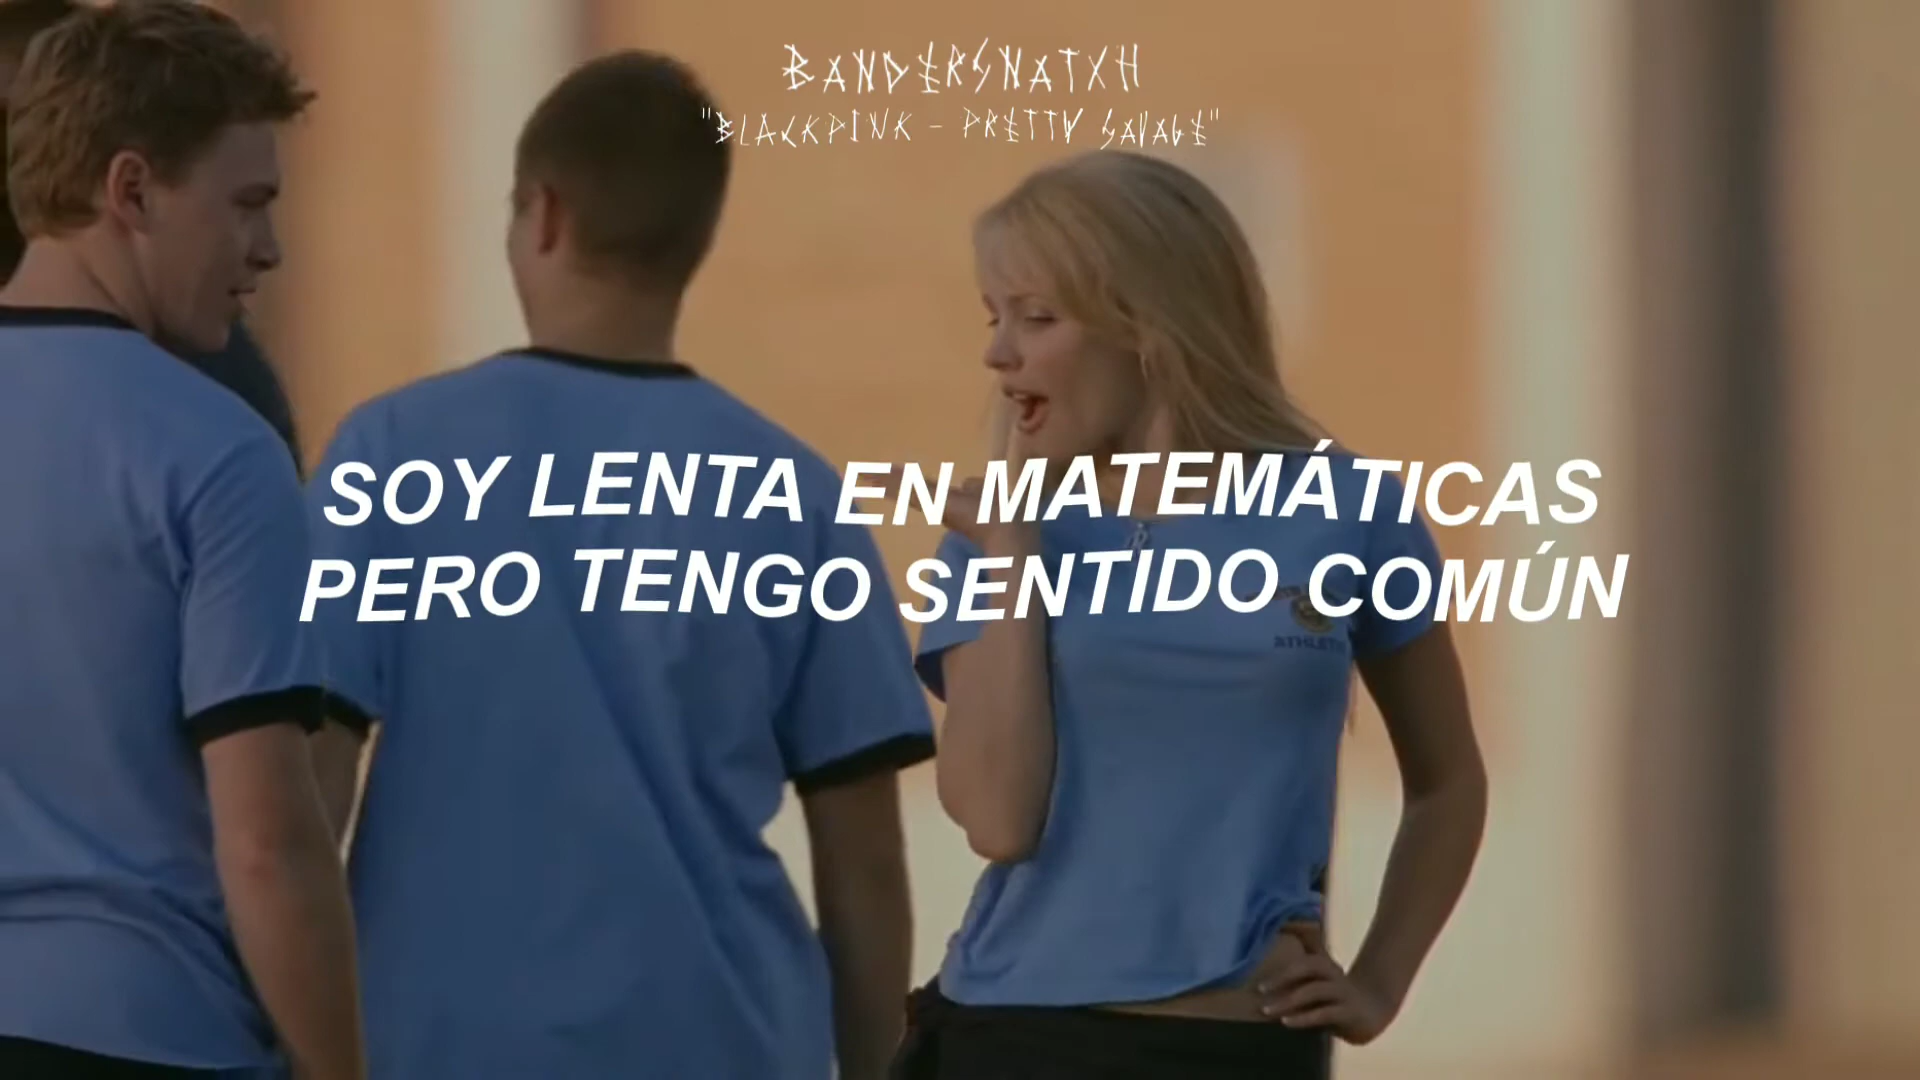 BANDERSNATXH
"BLACKPINK - PRETTY SAVAGE"
SOY LENTA EN MATEMÁTICAS
PERO TENGO SENTIDO COMÚN